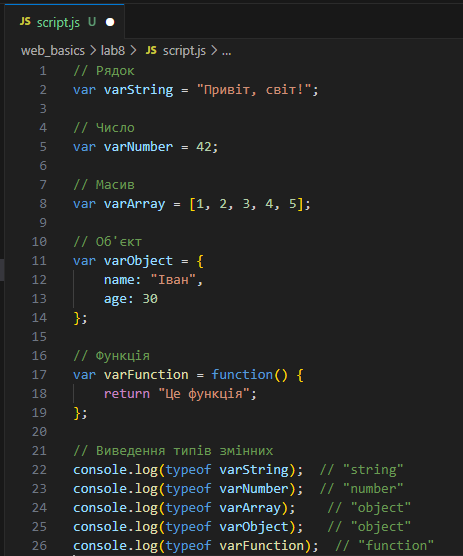 JS script.js U
web_basics > lab8 > JS script.js > ...
1 // Рядок
2 var varString = "Привіт, світ!";
3
4 // Число
5 var varNumber = 42;
6
7 // Масив
8 var varArray = [1, 2, 3, 4, 5];
9
10 // Об'єкт
11 var varObject = {
12     name: "Іван",
13     age: 30
14 };
15
16 // Функція
17 var varFunction = function() {
18     return "Це функція";
19 };
20
21 // Виведення типів змінних
22 console.log(typeof varString);  // "string"
23 console.log(typeof varNumber);  // "number"
24 console.log(typeof varArray);    // "object"
25 console.log(typeof varObject);   // "object"
26 console.log(typeof varFunction);  // "function"